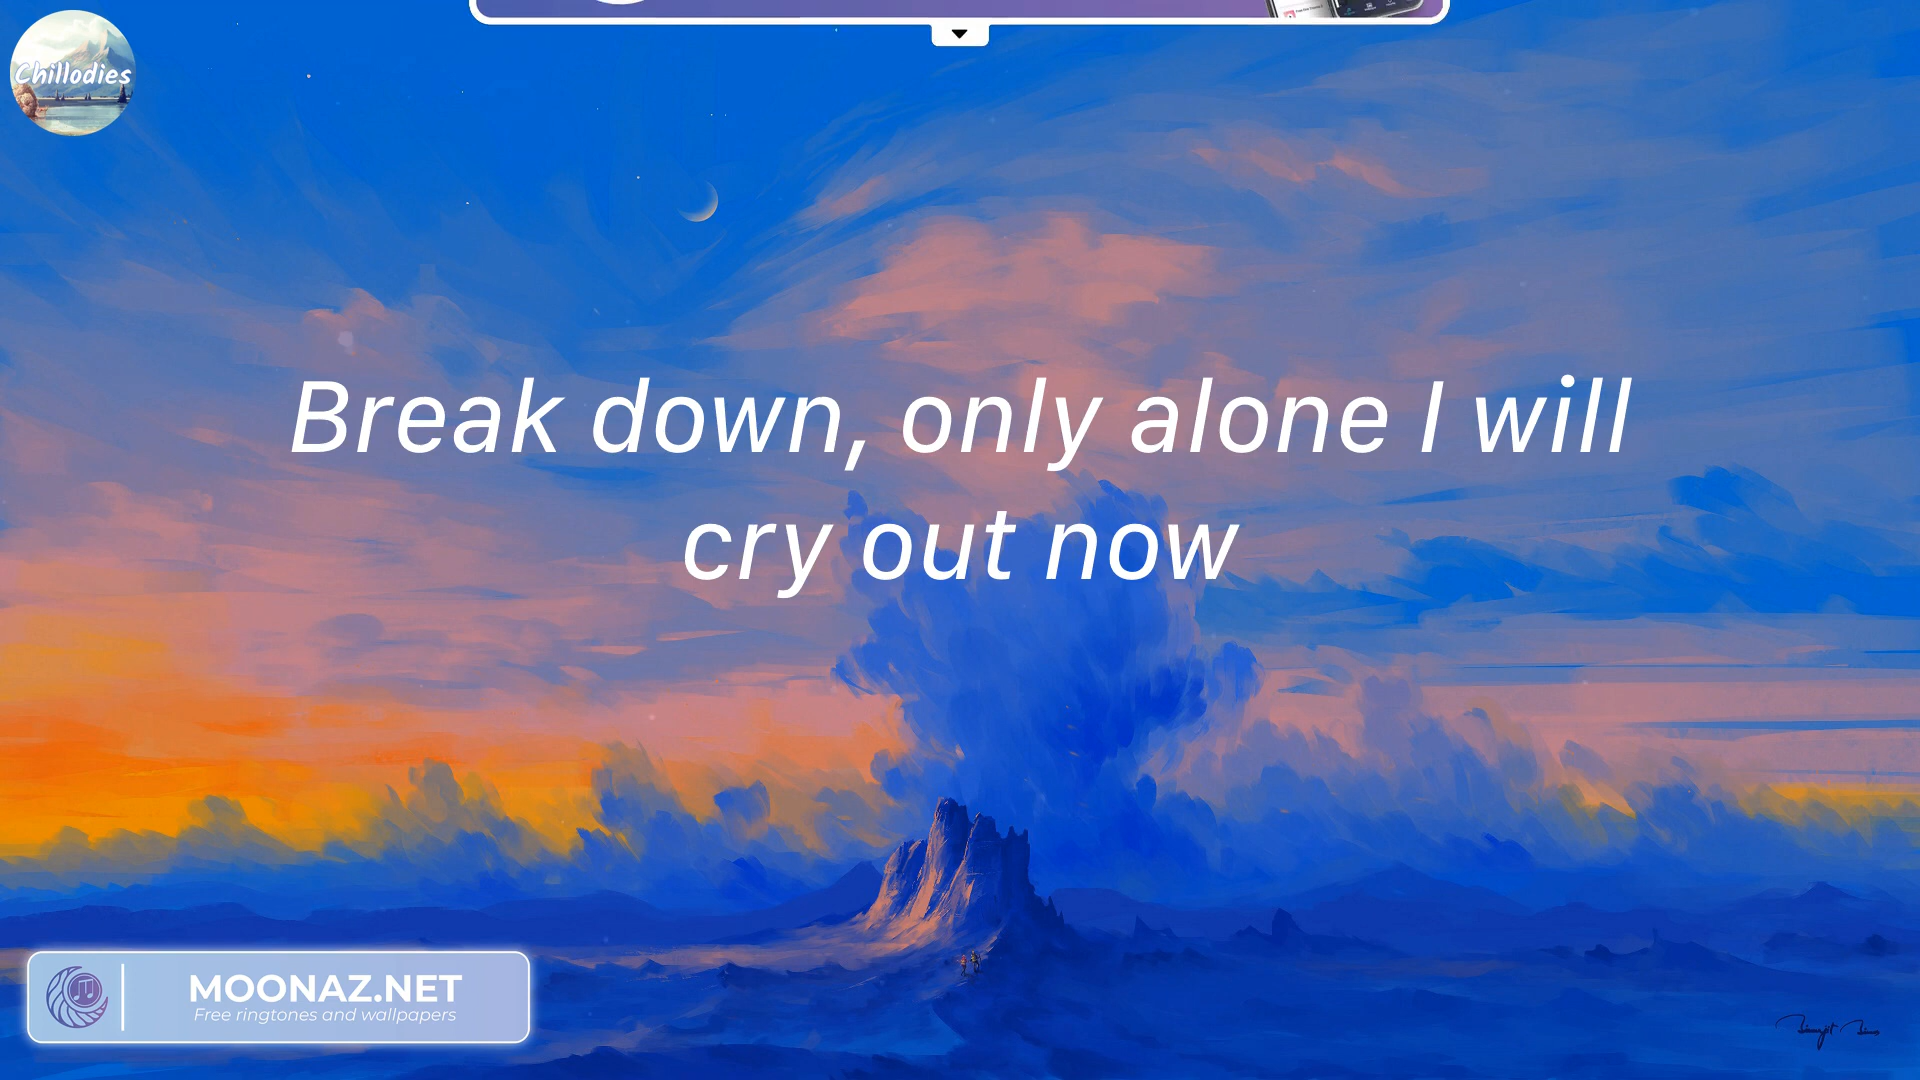 Chillodies
Break down, only alone I will
cry out now
MOONAZ.NET
Free ringtones and wallpapers